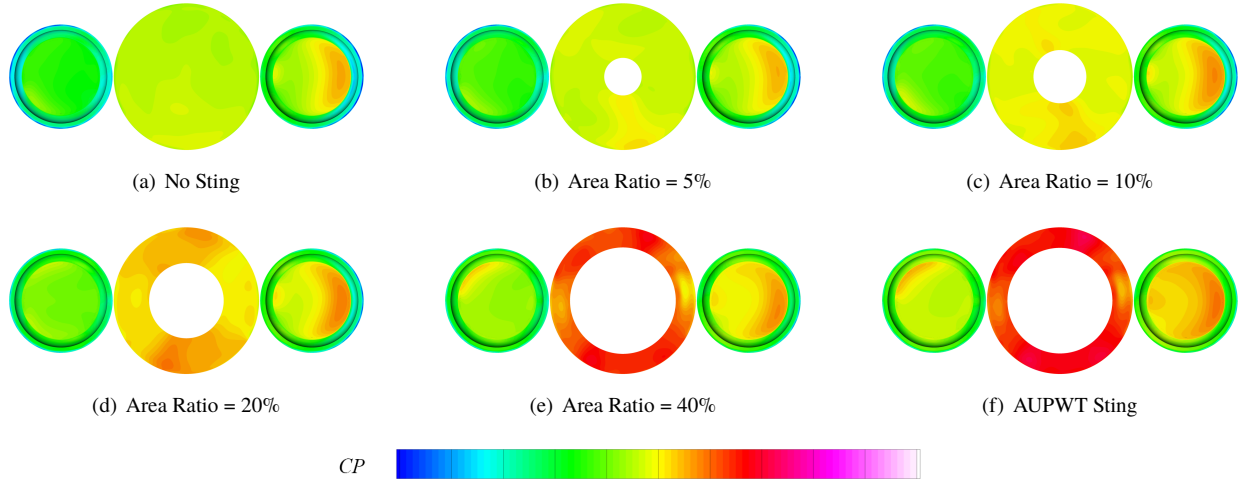 (a) No Sting
(b) Area Ratio = 5%
(c) Area Ratio = 10%
(d) Area Ratio = 20%
(e) Area Ratio = 40%
(f) AUPWT Sting
CP